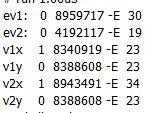 ev1: 0 8959717 -E 30
ev2: 0 4192117 -E 19
v1x 1 8340919 -E 23
v1y 0 8388608 -E 23
v2x 1 8943491 -E 34
v2y 0 8388608 -E 23